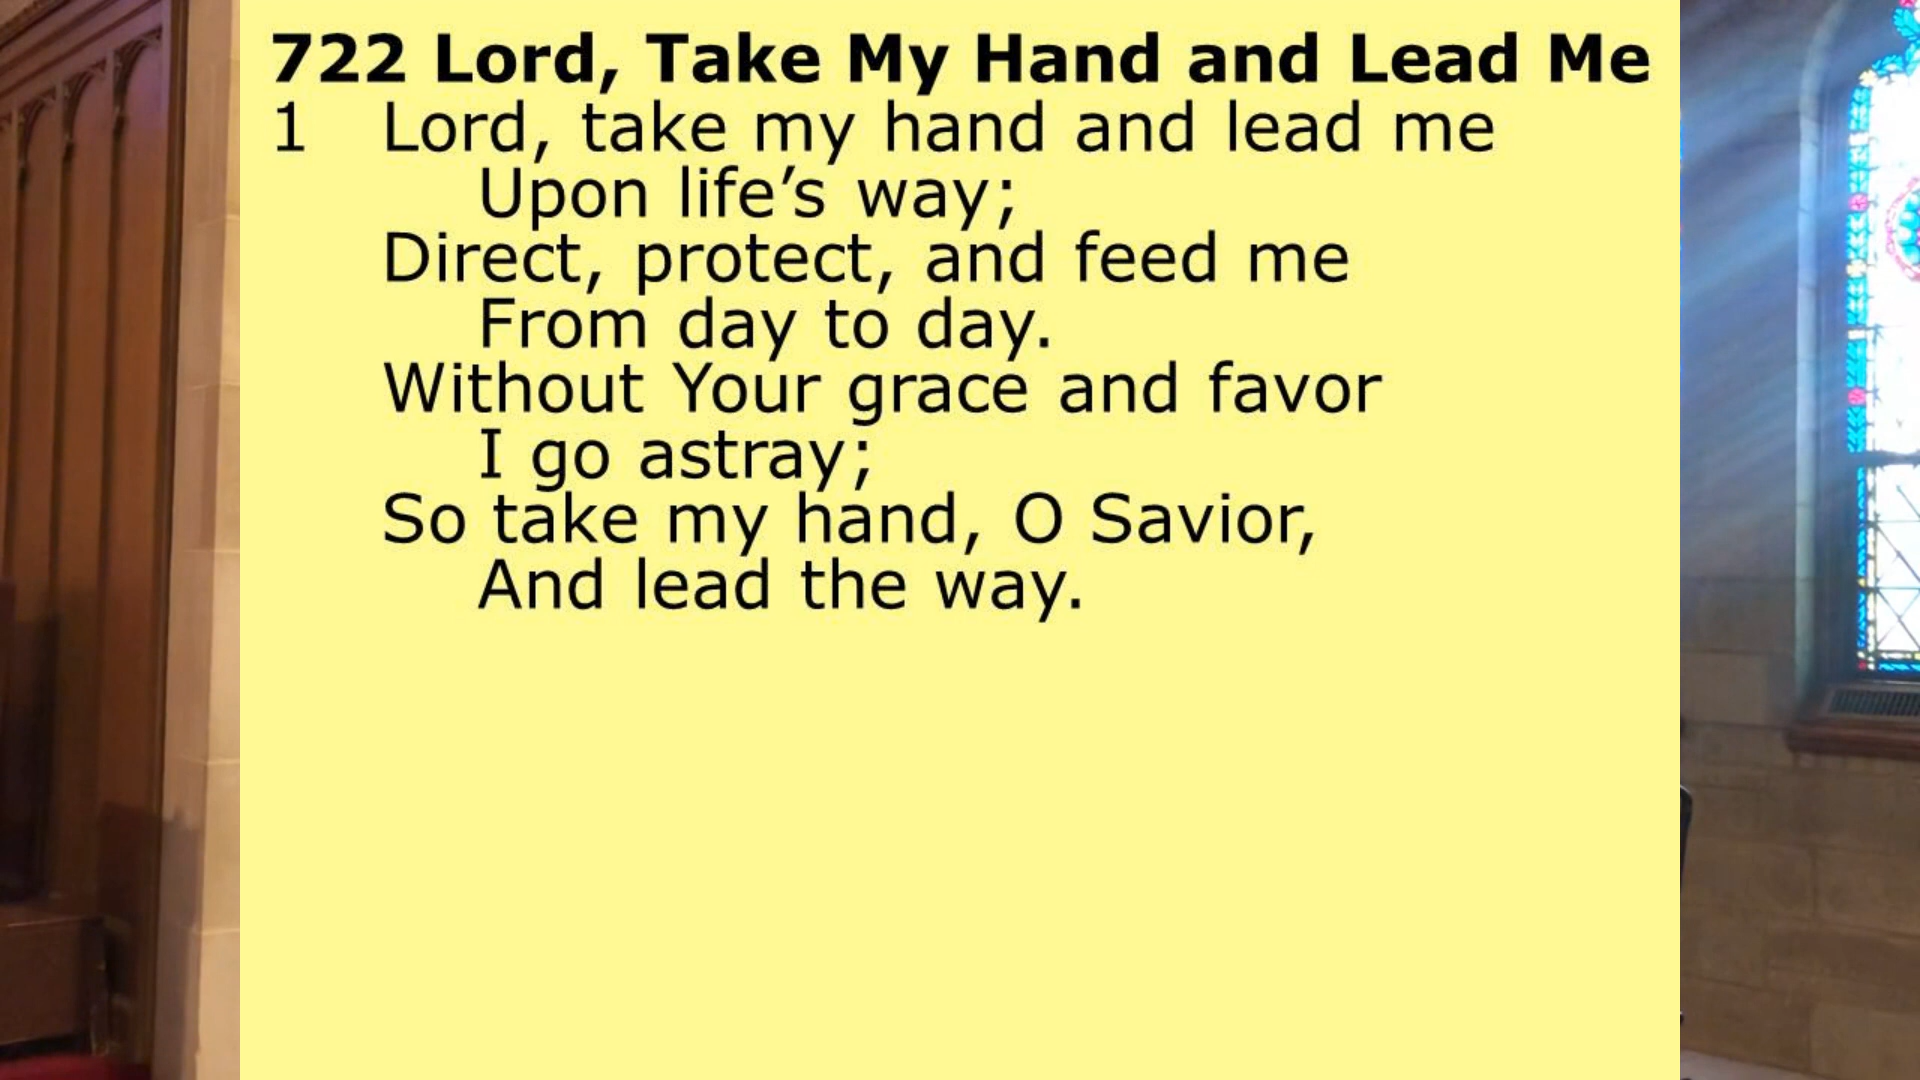 722 Lord, Take My Hand and Lead Me
1 Lord, take my hand and lead me
Upon life’s way;
Direct, protect, and feed me
From day to day.
Without Your grace and favor
I go astray;
So take my hand, O Savior,
And lead the way.